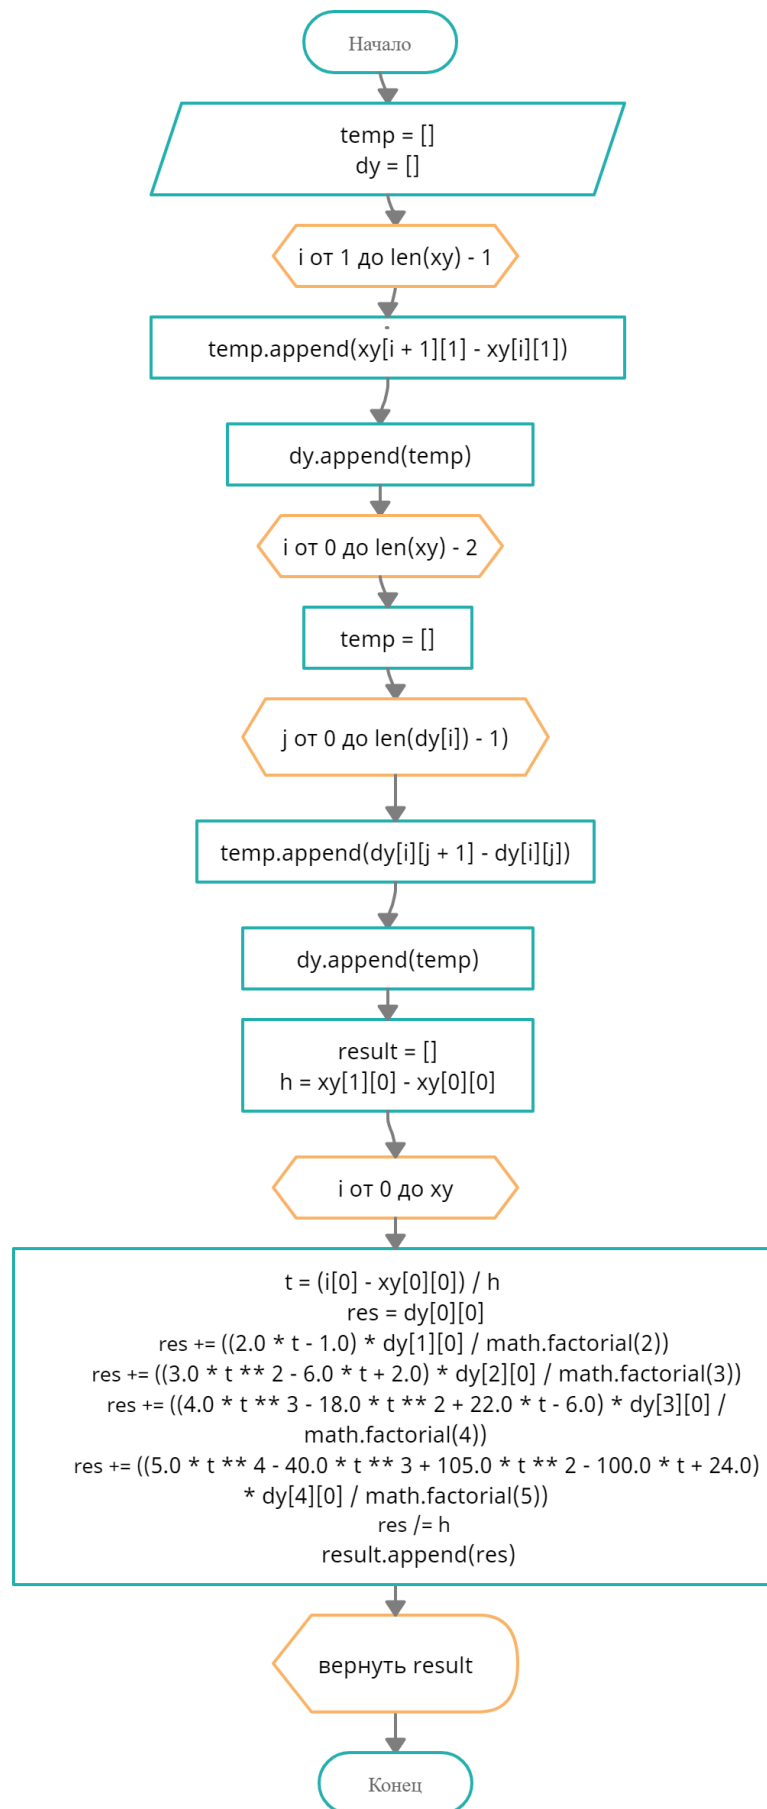 Начало
temp = []
dy = []
i от 1 до len(xy) - 1
temp.append(xy[i + 1][1] - xy[i][1])
dy.append(temp)
i от 0 до len(xy) - 2
temp = []
j от 0 до len(dy[i]) - 1)
temp.append(dy[i][j + 1] - dy[i][j])
dy.append(temp)
result = []
h = xy[1][0] - xy[0][0]
i от 0 до xy
t = (i[0] - xy[0][0]) / h
res = dy[0][0]
res += ((2.0 * t - 1.0) * dy[1][0] / math.factorial(2))
res += ((3.0 * t ** 2 - 6.0 * t + 2.0) * dy[2][0] / math.factorial(3))
res += ((4.0 * t ** 3 - 18.0 * t ** 2 + 22.0 * t - 6.0) * dy[3][0] /
math.factorial(4))
res += ((5.0 * t ** 4 - 40.0 * t ** 3 + 105.0 * t ** 2 - 100.0 * t + 24.0)
* dy[4][0] / math.factorial(5))
res /= h
result.append(res)
вернуть result
Конец